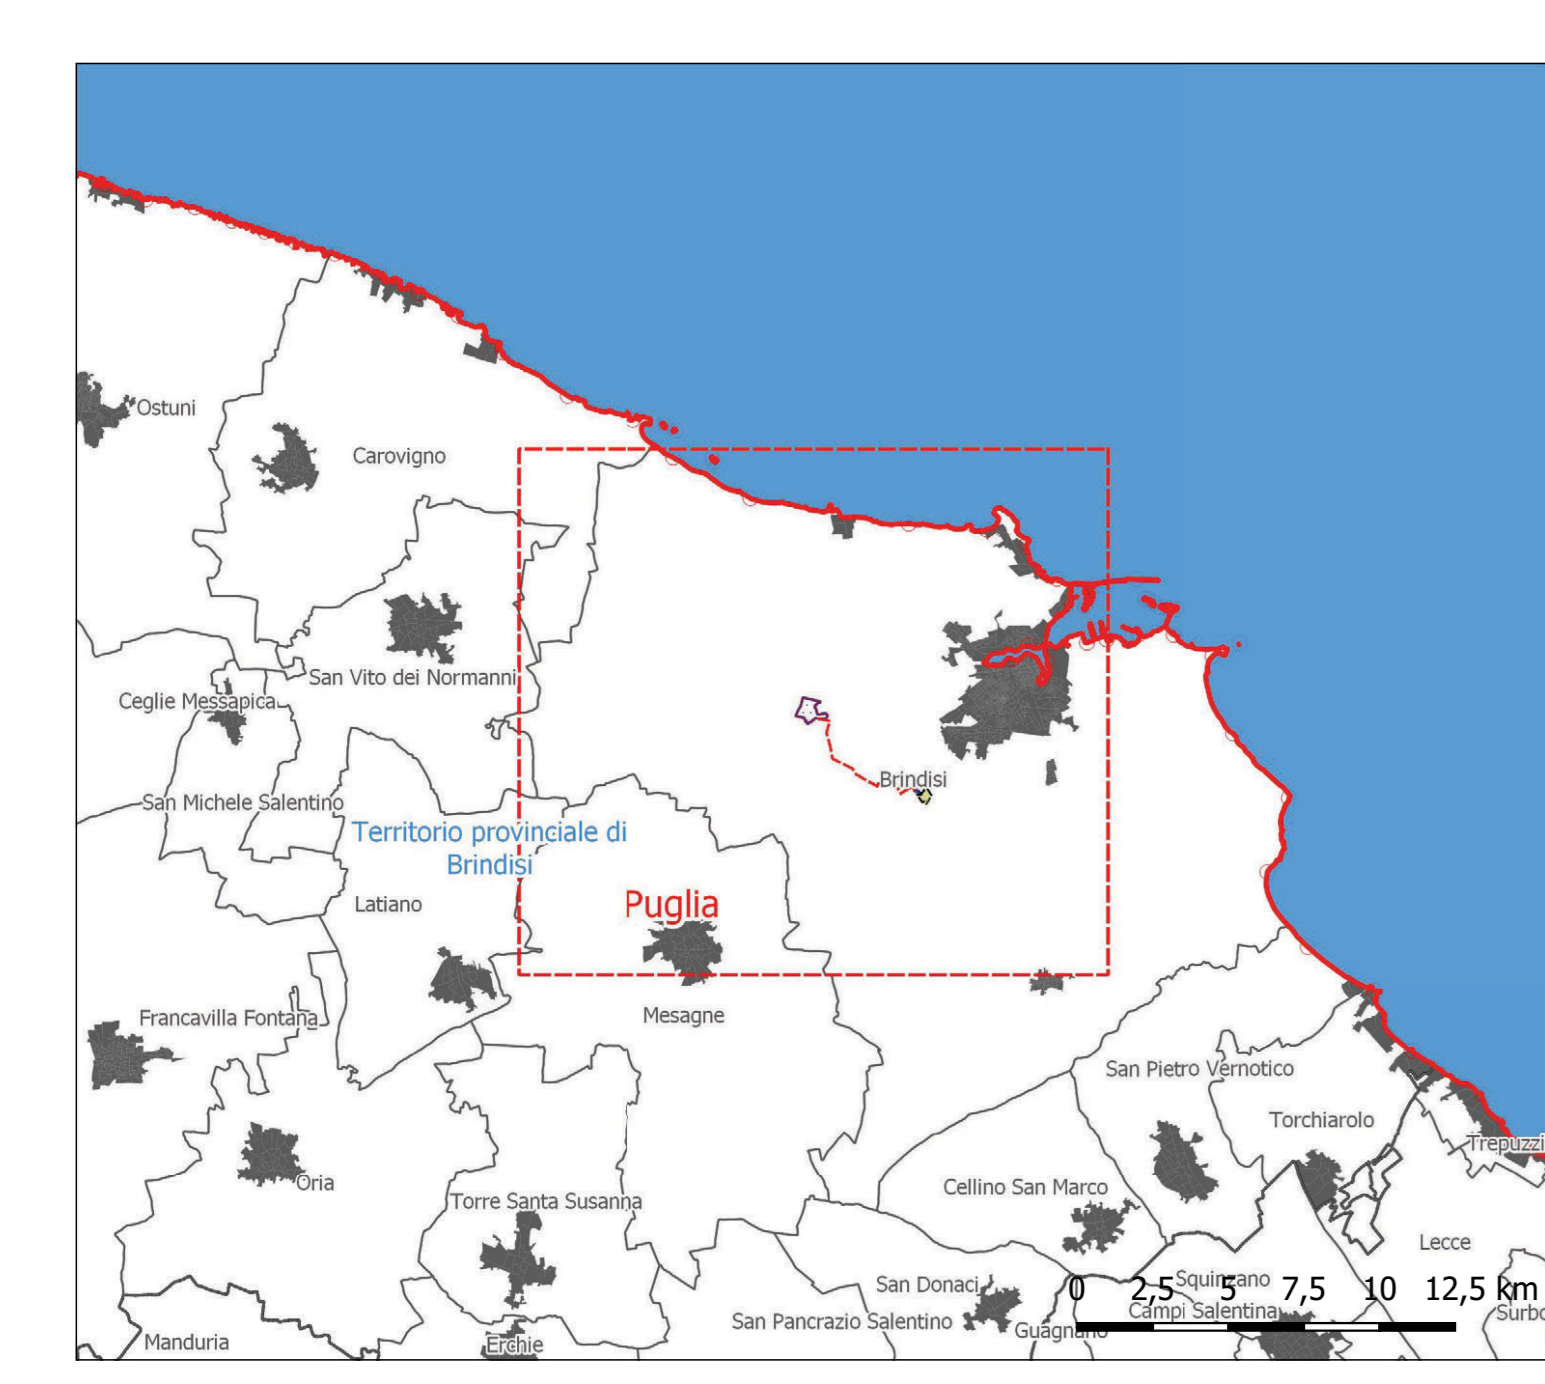 Ostuni
Carovigno
San Vito dei Normanni
Ceglie Messapica
Brindisi
San Michele Salentino
Territorio provinciale di
Brindisi
Latiano
Puglia
Francavilla Fontana
Mesagne
San Pietro Vernotico
Torchiarolo
Trepuzzi
Oria
Cellino San Marco
Torre Santa Susanna
Lecce
San Donaci
Squinzano
0 2,5 5 7,5 10 12,5 km
Campi Salentina
Surbo
San Pancrazio Salentino
Guagnano
Manduria
Erchie